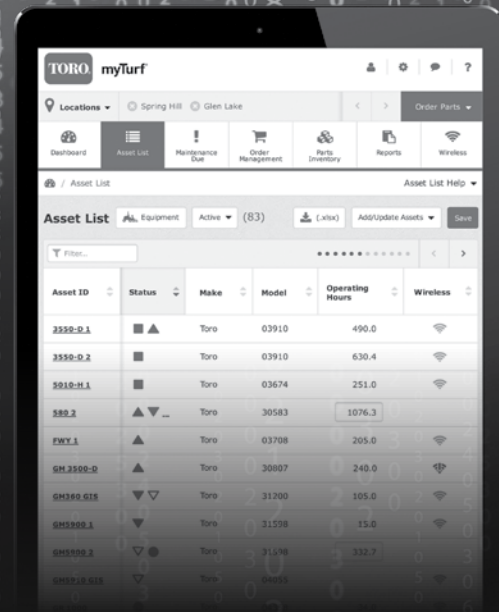 TORO. myTurf
?
Locations Spring Hill Glen Lake < > Order Parts
Dashboard Asset List Maintenance Due Order Management Parts Inventory Reports Wireless
/ Asset List Asset List Help
Asset List Equipment Active (83) (.xlsx) Add/Update Assets Save
Filter... < >
Asset ID Status Make Model Operating Hours Wireless
3550-D 1 Toro 03910 490.0
3550-D 2 Toro 03910 630.4
5010-H 1 Toro 03674 251.0
580 2 ... Toro 30583 1076.3
FWY 1 Toro 03708 205.0
GM 3500-D Toro 30807 240.0
GM360 GIS Toro 31200 105.0
GM5900 1 Toro 31598 15.0
GM5900 2 Toro 31598 332.7
GM5910 GIS Toro